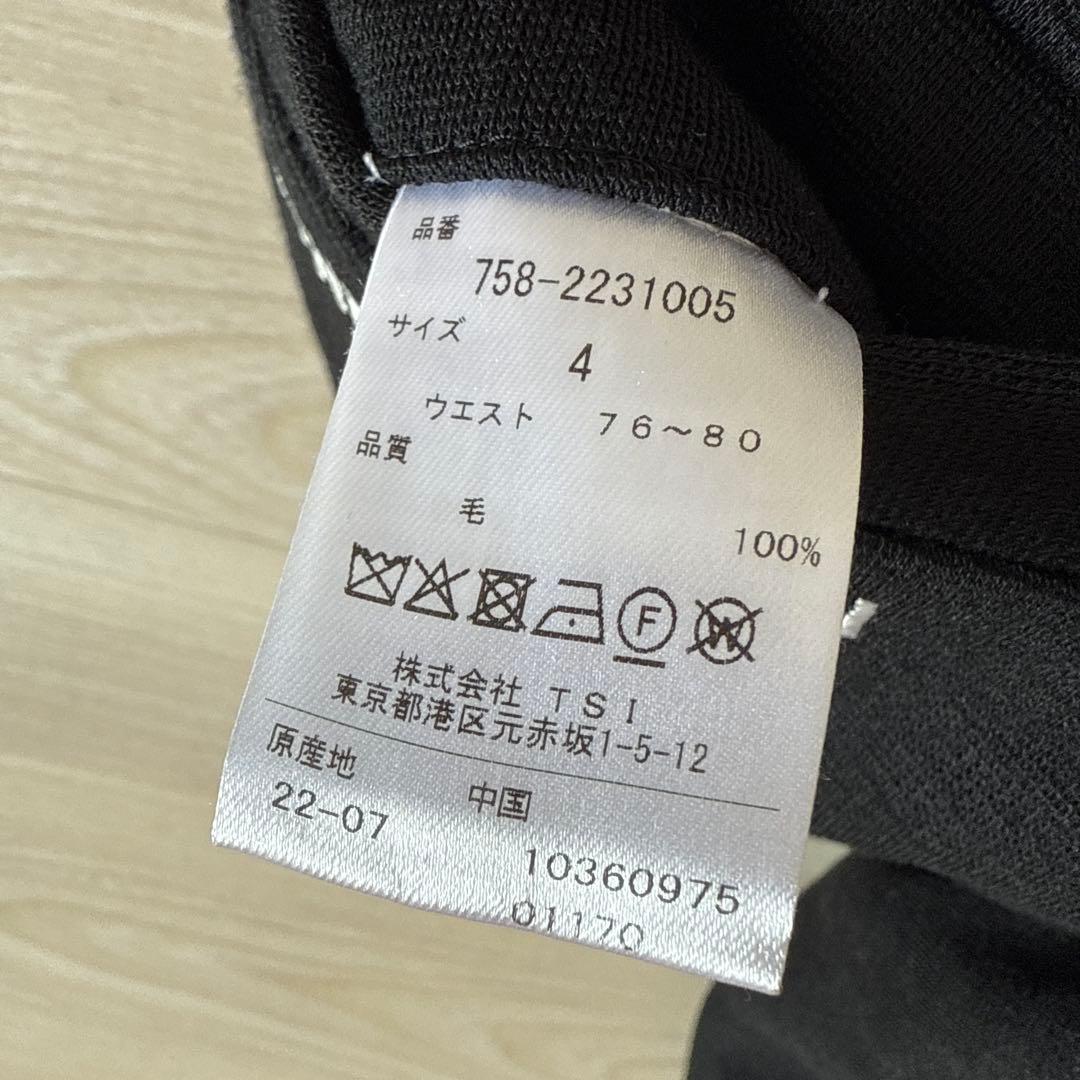 品番
758-2231005
サイズ
4
ウエスト 76～80
品質
毛 100%
F W
株式会社 TSI
東京都港区元赤坂1-5-12
原産地 中国
22-07
10360975
01170